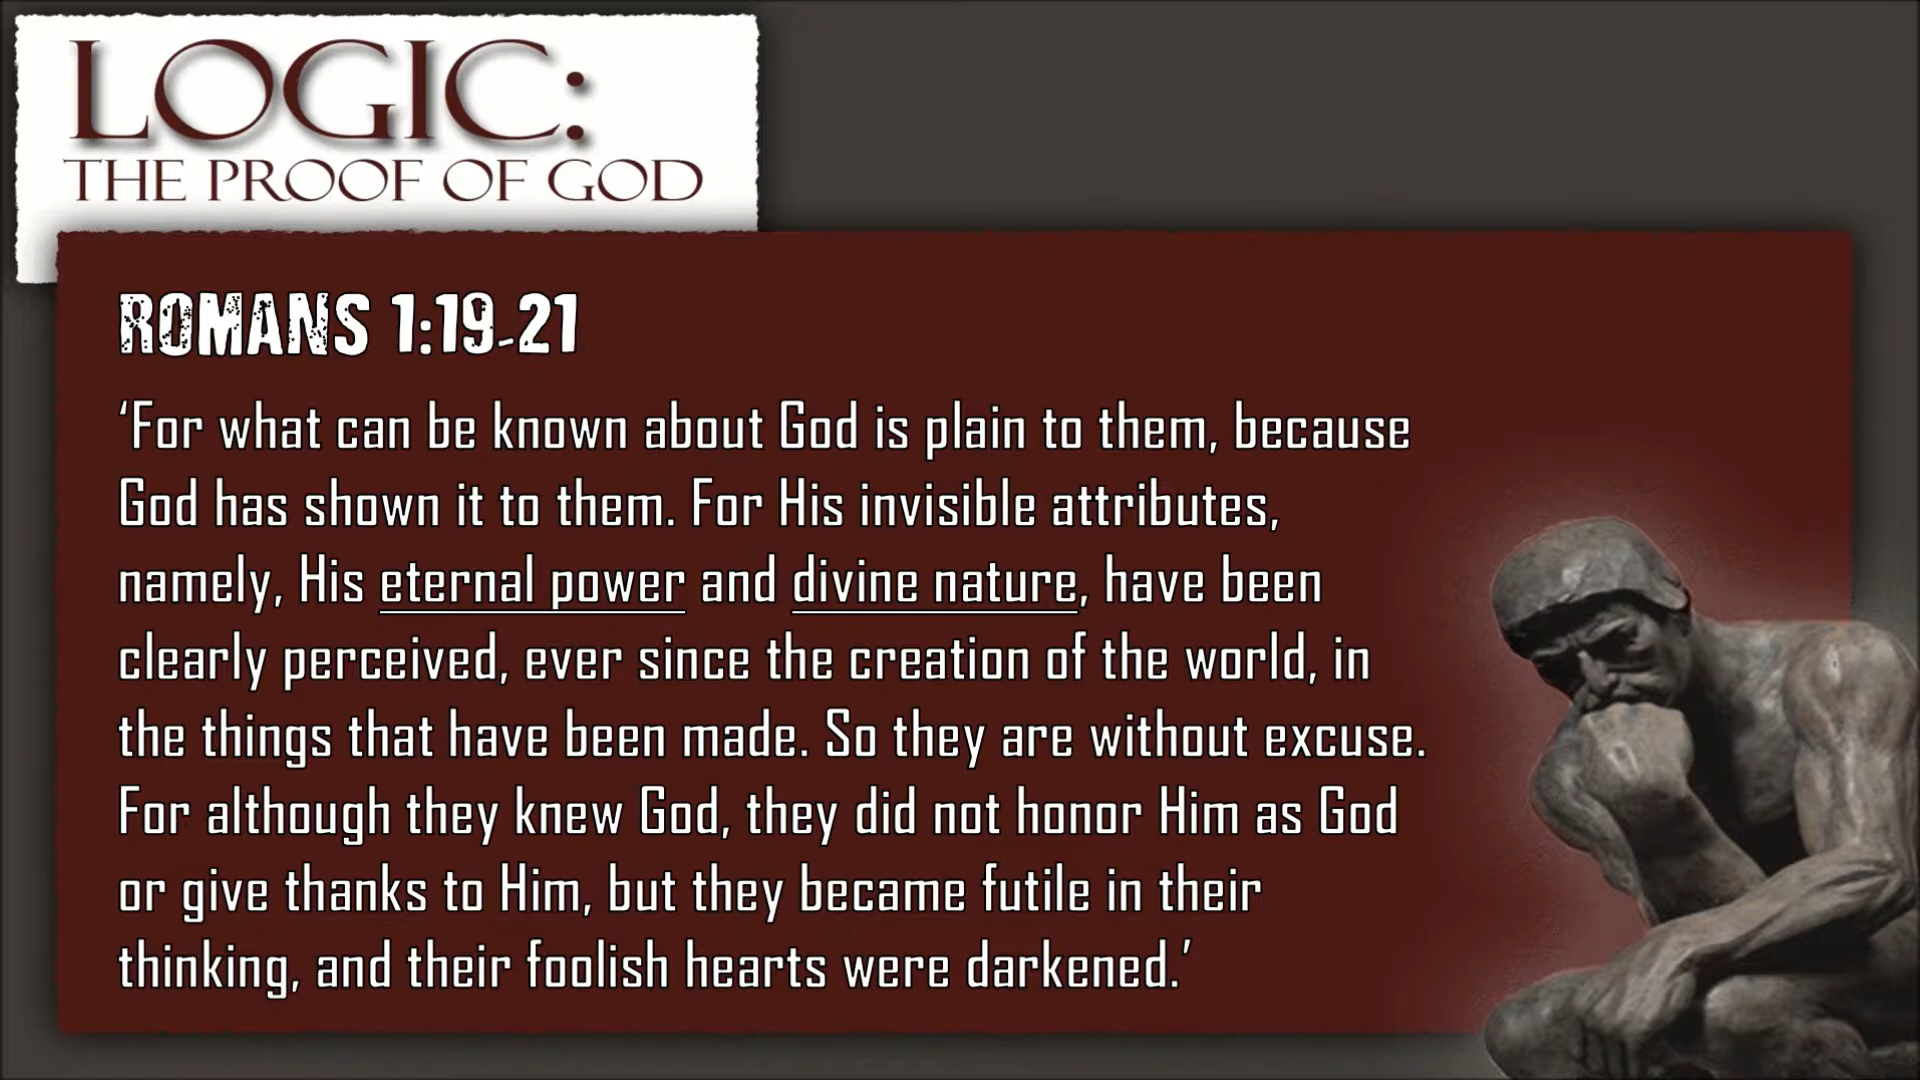 LOGIC:
THE PROOF OF GOD
ROMANS 1:19-21
‘For what can be known about God is plain to them, because
God has shown it to them. For His invisible attributes,
namely, His eternal power and divine nature, have been
clearly perceived, ever since the creation of the world, in
the things that have been made. So they are without excuse.
For although they knew God, they did not honor Him as God
or give thanks to Him, but they became futile in their
thinking, and their foolish hearts were darkened.’